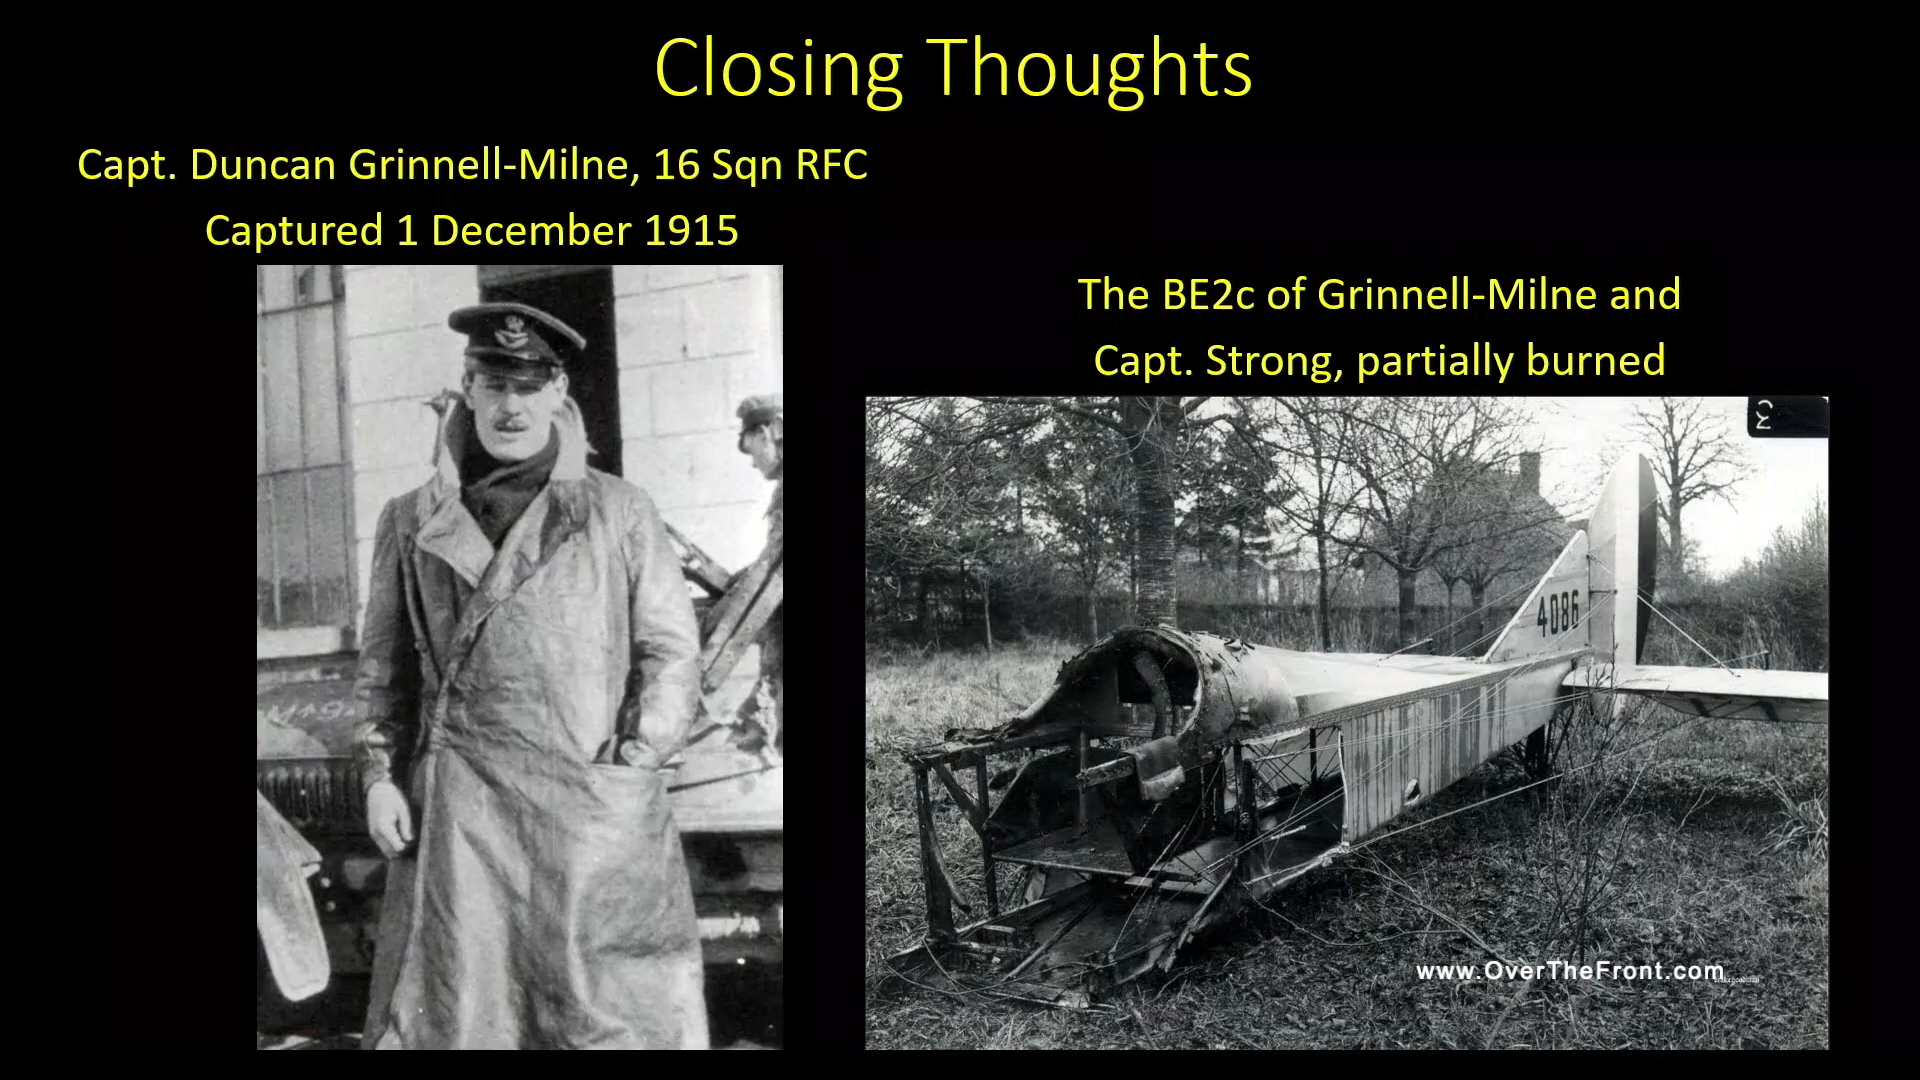 Closing Thoughts
Capt. Duncan Grinnell-Milne, 16 Sqn RFC
Captured 1 December 1915
The BE2c of Grinnell-Milne and
Capt. Strong, partially burned
4086
www.OverTheFront.com